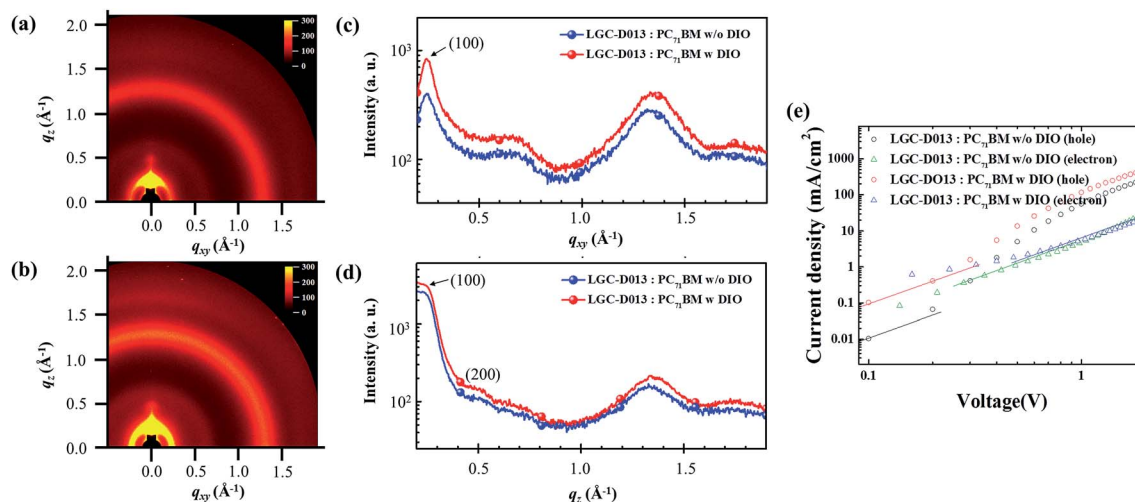 (a)
2.0
1.5
1.0
0.5
0.0
q_z (Å⁻¹)
300
200
100
0
0.0 0.5 1.0 1.5
q_xy (Å⁻¹)
(b)
2.0
1.5
1.0
0.5
0.0
q_z (Å⁻¹)
300
200
100
0
0.0 0.5 1.0 1.5
q_xy (Å⁻¹)
(c)
LGC-D013 : PC₇₁BM w/o DIO
LGC-D013 : PC₇₁BM w DIO
(100)
10³
10²
Intensity (a. u.)
0.5 1.0 1.5
q_xy (Å⁻¹)
(d)
LGC-D013 : PC₇₁BM w/o DIO
LGC-D013 : PC₇₁BM w DIO
(100)
(200)
10³
10²
Intensity (a. u.)
0.5 1.0 1.5
q_z (Å⁻¹)
(e)
LGC-D013 : PC₇₁BM w/o DIO (hole)
LGC-D013 : PC₇₁BM w/o DIO (electron)
LGC-DO13 : PC₇₁BM w DIO (hole)
LGC-D013 : PC₇₁BM w DIO (electron)
1000
100
10
1
0.1
0.01
Current density (mA/cm²)
0.1 1
Voltage(V)